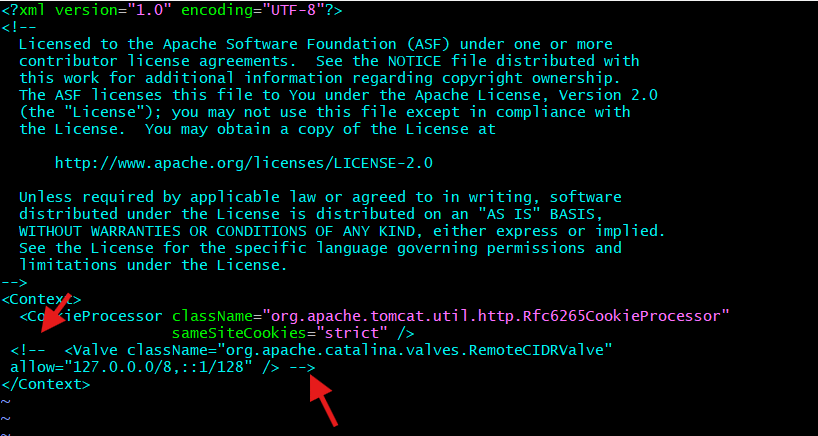 <?xml version="1.0" encoding="UTF-8"?>
<!--
  Licensed to the Apache Software Foundation (ASF) under one or more
  contributor license agreements.  See the NOTICE file distributed with
  this work for additional information regarding copyright ownership.
  The ASF licenses this file to You under the Apache License, Version 2.0
  (the "License"); you may not use this file except in compliance with
  the License.  You may obtain a copy of the License at

      http://www.apache.org/licenses/LICENSE-2.0

  Unless required by applicable law or agreed to in writing, software
  distributed under the License is distributed on an "AS IS" BASIS,
  WITHOUT WARRANTIES OR CONDITIONS OF ANY KIND, either express or implied.
  See the License for the specific language governing permissions and
  limitations under the License.
-->
<Context>
  <CookieProcessor className="org.apache.tomcat.util.http.Rfc6265CookieProcessor"
                   sameSiteCookies="strict" />
 <!--  <Valve className="org.apache.catalina.valves.RemoteCIDRValve"
 allow="127.0.0.0/8,::1/128" /> -->
</Context>
~
~
~